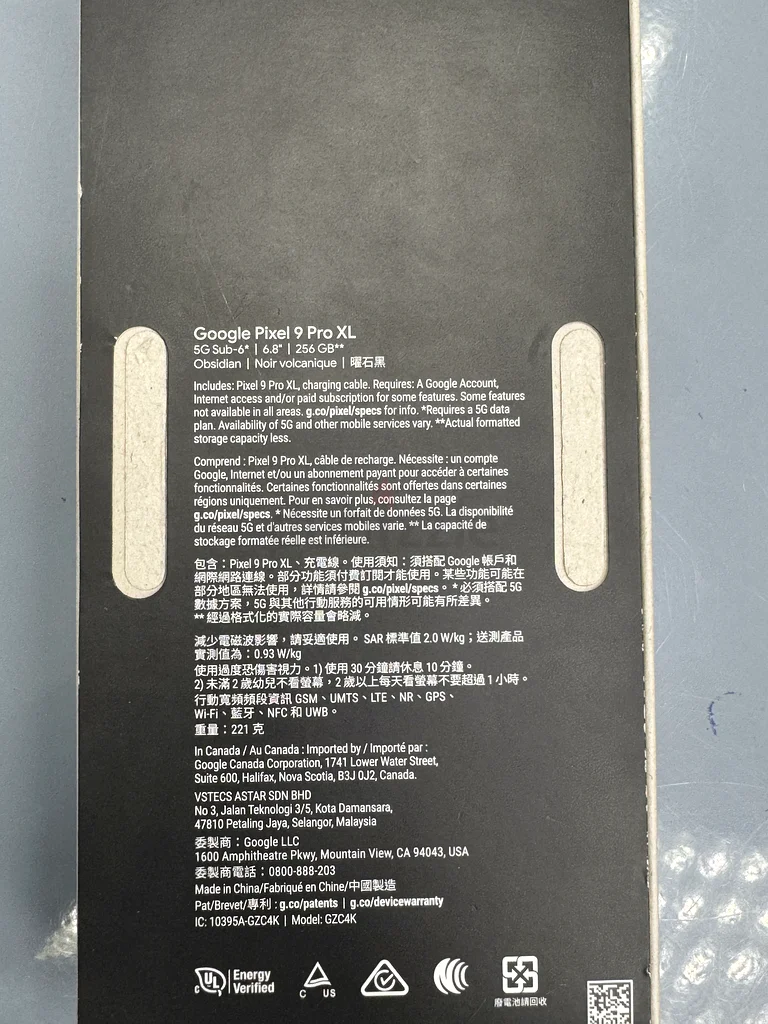 Google Pixel 9 Pro XL
5G Sub-6* | 6.8" | 256 GB**
Obsidian | Noir volcanique | 曜石黑
Includes: Pixel 9 Pro XL, charging cable. Requires: A Google Account,
Internet access and/or paid subscription for some features. Some features
not available in all areas. g.co/pixel/specs for info. *Requires a 5G data
plan. Availability of 5G and other mobile services vary. **Actual formatted
storage capacity less.
Comprend : Pixel 9 Pro XL, câble de recharge. Nécessite : un compte
Google, Internet et/ou un abonnement payant pour accéder à certaines
fonctionnalités. Certaines fonctionnalités sont offertes dans certaines
régions uniquement. Pour en savoir plus, consultez la page
g.co/pixel/specs. * Nécessite un forfait de données 5G. La disponibilité
du réseau 5G et d'autres services mobiles varie. ** La capacité de
stockage formatée réelle est inférieure.
包含：Pixel 9 Pro XL、充電線。使用須知：須搭配 Google 帳戶和
網際網路連線。部分功能須付費訂閱才能使用。某些功能可能在
部分地區無法使用，詳情請參閱 g.co/pixel/specs。 * 必須搭配 5G
數據方案，5G 與其他行動服務的可用情形可能有所差異。
** 經過格式化的實際容量會略減。
減少電磁波影響，請妥適使用。 SAR 標準值 2.0 W/kg；送測產品
實測值為：0.93 W/kg
使用過度恐傷害視力。1) 使用 30 分鐘請休息 10 分鐘。
2) 未滿 2 歲幼兒不看螢幕，2 歲以上每天看螢幕不要超過 1 小時。
行動寬頻頻段資訊 GSM、UMTS、LTE、NR、GPS、
Wi-Fi、藍牙、NFC 和 UWB。
重量：221 克
In Canada / Au Canada : Imported by / Importé par :
Google Canada Corporation, 1741 Lower Water Street,
Suite 600, Halifax, Nova Scotia, B3J 0J2, Canada.
VSTECS ASTAR SDN BHD
No 3, Jalan Teknologi 3/5, Kota Damansara,
47810 Petaling Jaya, Selangor, Malaysia
委製商：Google LLC
1600 Amphitheatre Pkwy, Mountain View, CA 94043, USA
委製商電話：0800-888-203
Made in China/Fabriqué en Chine/中國製造
Pat/Brevet/專利 : g.co/patents | g.co/devicewarranty
IC: 10395A-GZC4K | Model: GZC4K
c UL Energy
Verified
C US
廢電池請回收